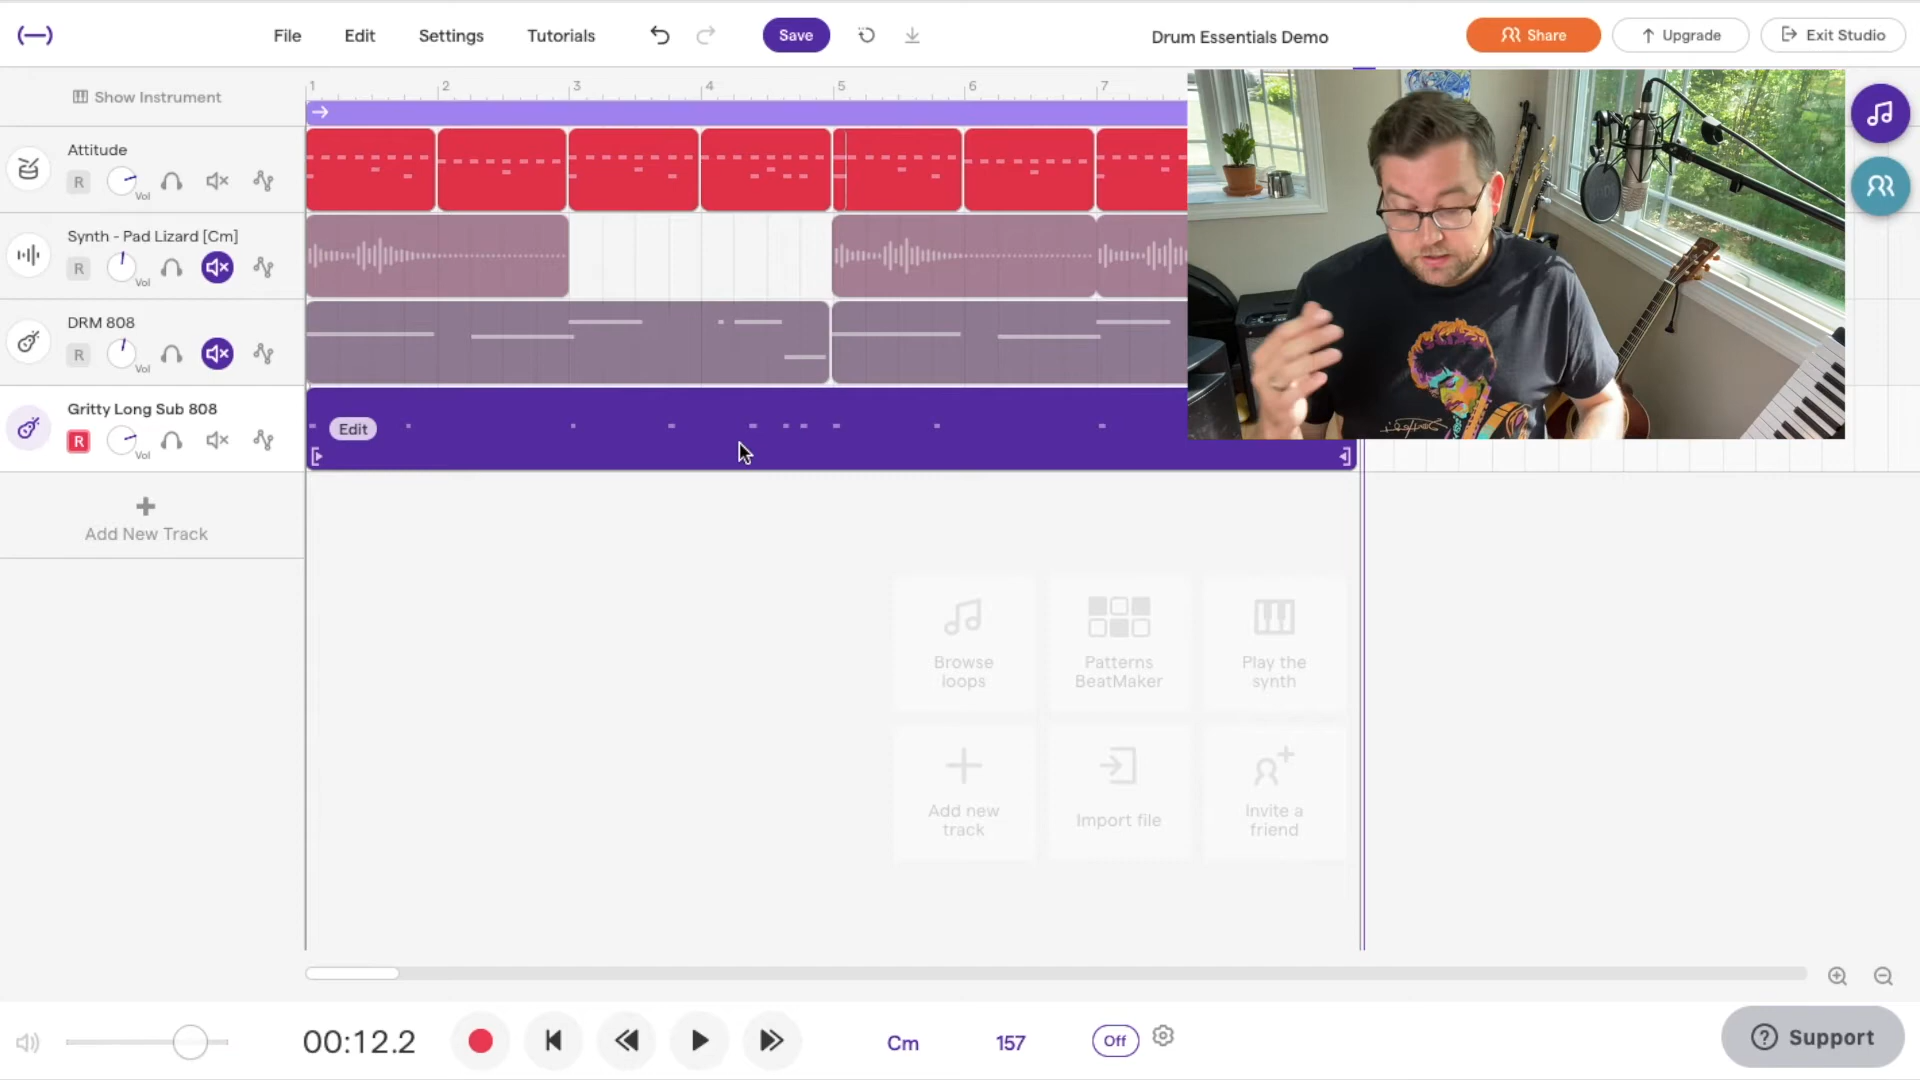 File
Edit
Settings
Tutorials
Save
Drum Essentials Demo
Share
Upgrade
Exit Studio
Show Instrument
1
2
3
4
5
6
7
Attitude
R
Vol
Synth - Pad Lizard [Cm]
R
Vol
DRM 808
R
Vol
Gritty Long Sub 808
R
Vol
Edit
Add New Track
Browse
loops
Patterns
BeatMaker
Play the
synth
Add new
track
Import file
Invite a
friend
00:12.2
Cm
157
Off
Support